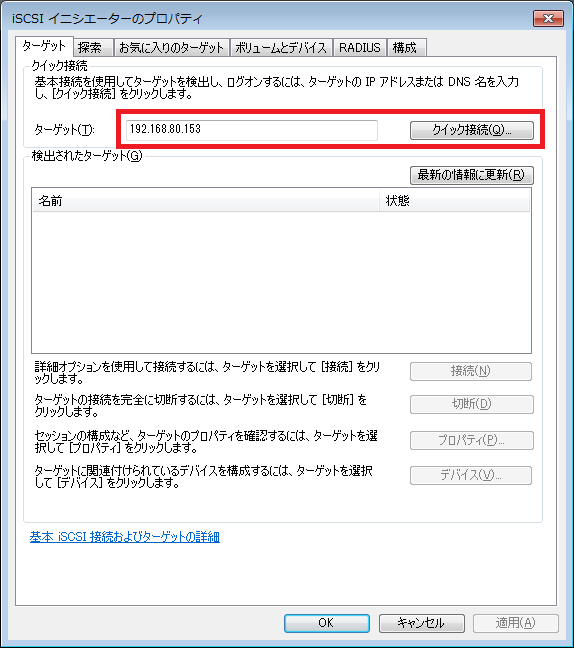 iSCSI イニシエーターのプロパティ
ターゲット 探索 お気に入りのターゲット ボリュームとデバイス RADIUS 構成
クイック接続
基本接続を使用してターゲットを検出し、ログオンするには、ターゲットの IP アドレスまたは DNS 名を入力
し、[クイック接続] をクリックします。
ターゲット(T): 192.168.80.153 クイック接続(Q)...
検出されたターゲット(G)
最新の情報に更新(R)
名前 状態
詳細オプションを使用して接続するには、ターゲットを選択して [接続] をクリ
ックします。
接続(N)
ターゲットの接続を完全に切断するには、ターゲットを選択して [切断] を
クリックします。
切断(D)
セッションの構成など、ターゲットのプロパティを確認するには、ターゲットを選
択して [プロパティ] をクリックします。
プロパティ(P)...
ターゲットに関連付けられているデバイスを構成するには、ターゲットを選択
して [デバイス] をクリックします。
デバイス(V)...
基本 iSCSI 接続およびターゲットの詳細
OK キャンセル 適用(A)